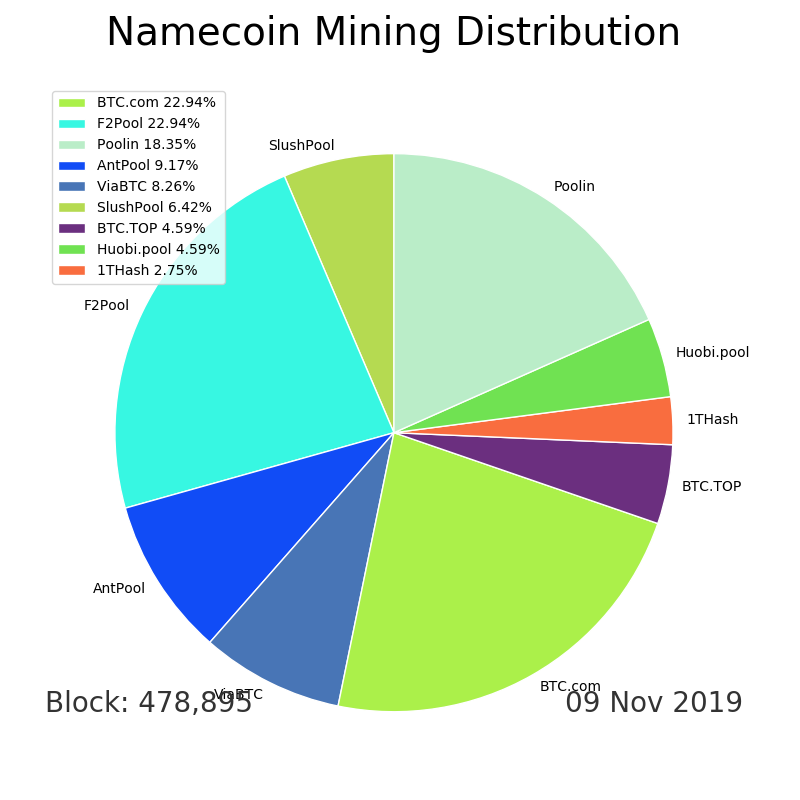 Namecoin Mining Distribution
BTC.com 22.94%
F2Pool 22.94%
Poolin 18.35%
AntPool 9.17%
ViaBTC 8.26%
SlushPool 6.42%
BTC.TOP 4.59%
Huobi.pool 4.59%
1THash 2.75%
SlushPool
Poolin
F2Pool
Huobi.pool
1THash
BTC.TOP
AntPool
BTC.com
ViaBTC
Block: 478,895
09 Nov 2019